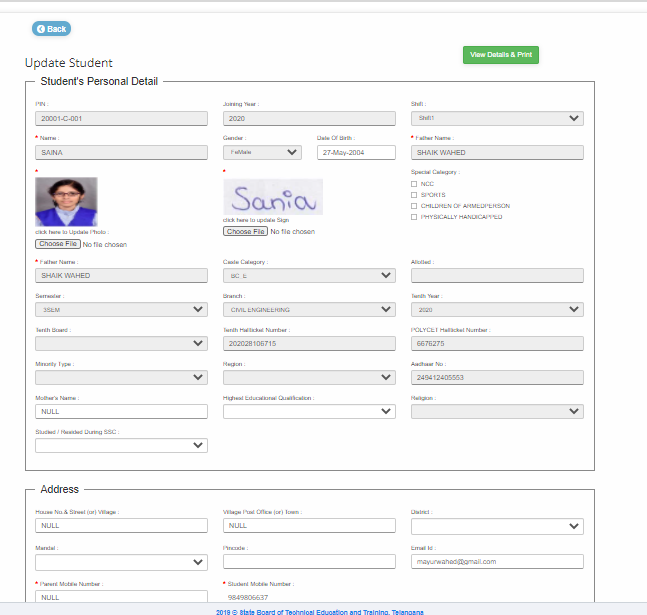 Back
View Details & Print
Update Student
Student's Personal Detail
PIN : Joining Year : Shift :
20001-C-001 2020 Shift1
* Name : Gender : Date Of Birth : * Father Name :
SAINA FeMale 27-May-2004 SHAIK WAHED
* * Special Category :
NCC
SPORTS
CHILDREN OF ARMEDPERSON
PHYSICALLY HANDICAPPED
Sania
click here to Update Photo : click here to update Sign
Choose File No file chosen Choose File No file chosen
* Father Name : Caste Category : Allotted :
SHAIK WAHED BC_E
Semester : Branch : Tenth Year :
3SEM CIVIL ENGINEERING 2020
Tenth Board : Tenth Hallticket Number : POLYCET Hallticket Number :
202028106715 6676275
Minority Type : Region : Aadhaar No :
249412405553
Mother's Name : Highest Educational Qualification : Religion :
NULL
Studied / Resided During SSC :
Address
House No.& Street (or) Village : Village Post Office (or) Town : District :
NULL NULL
Mandal : Pincode : Email Id :
mayurwahed@gmail.com
* Parent Mobile Number : * Student Mobile Number :
NULL 9849806637
2019 © State Board of Technical Education and Training, Telangana